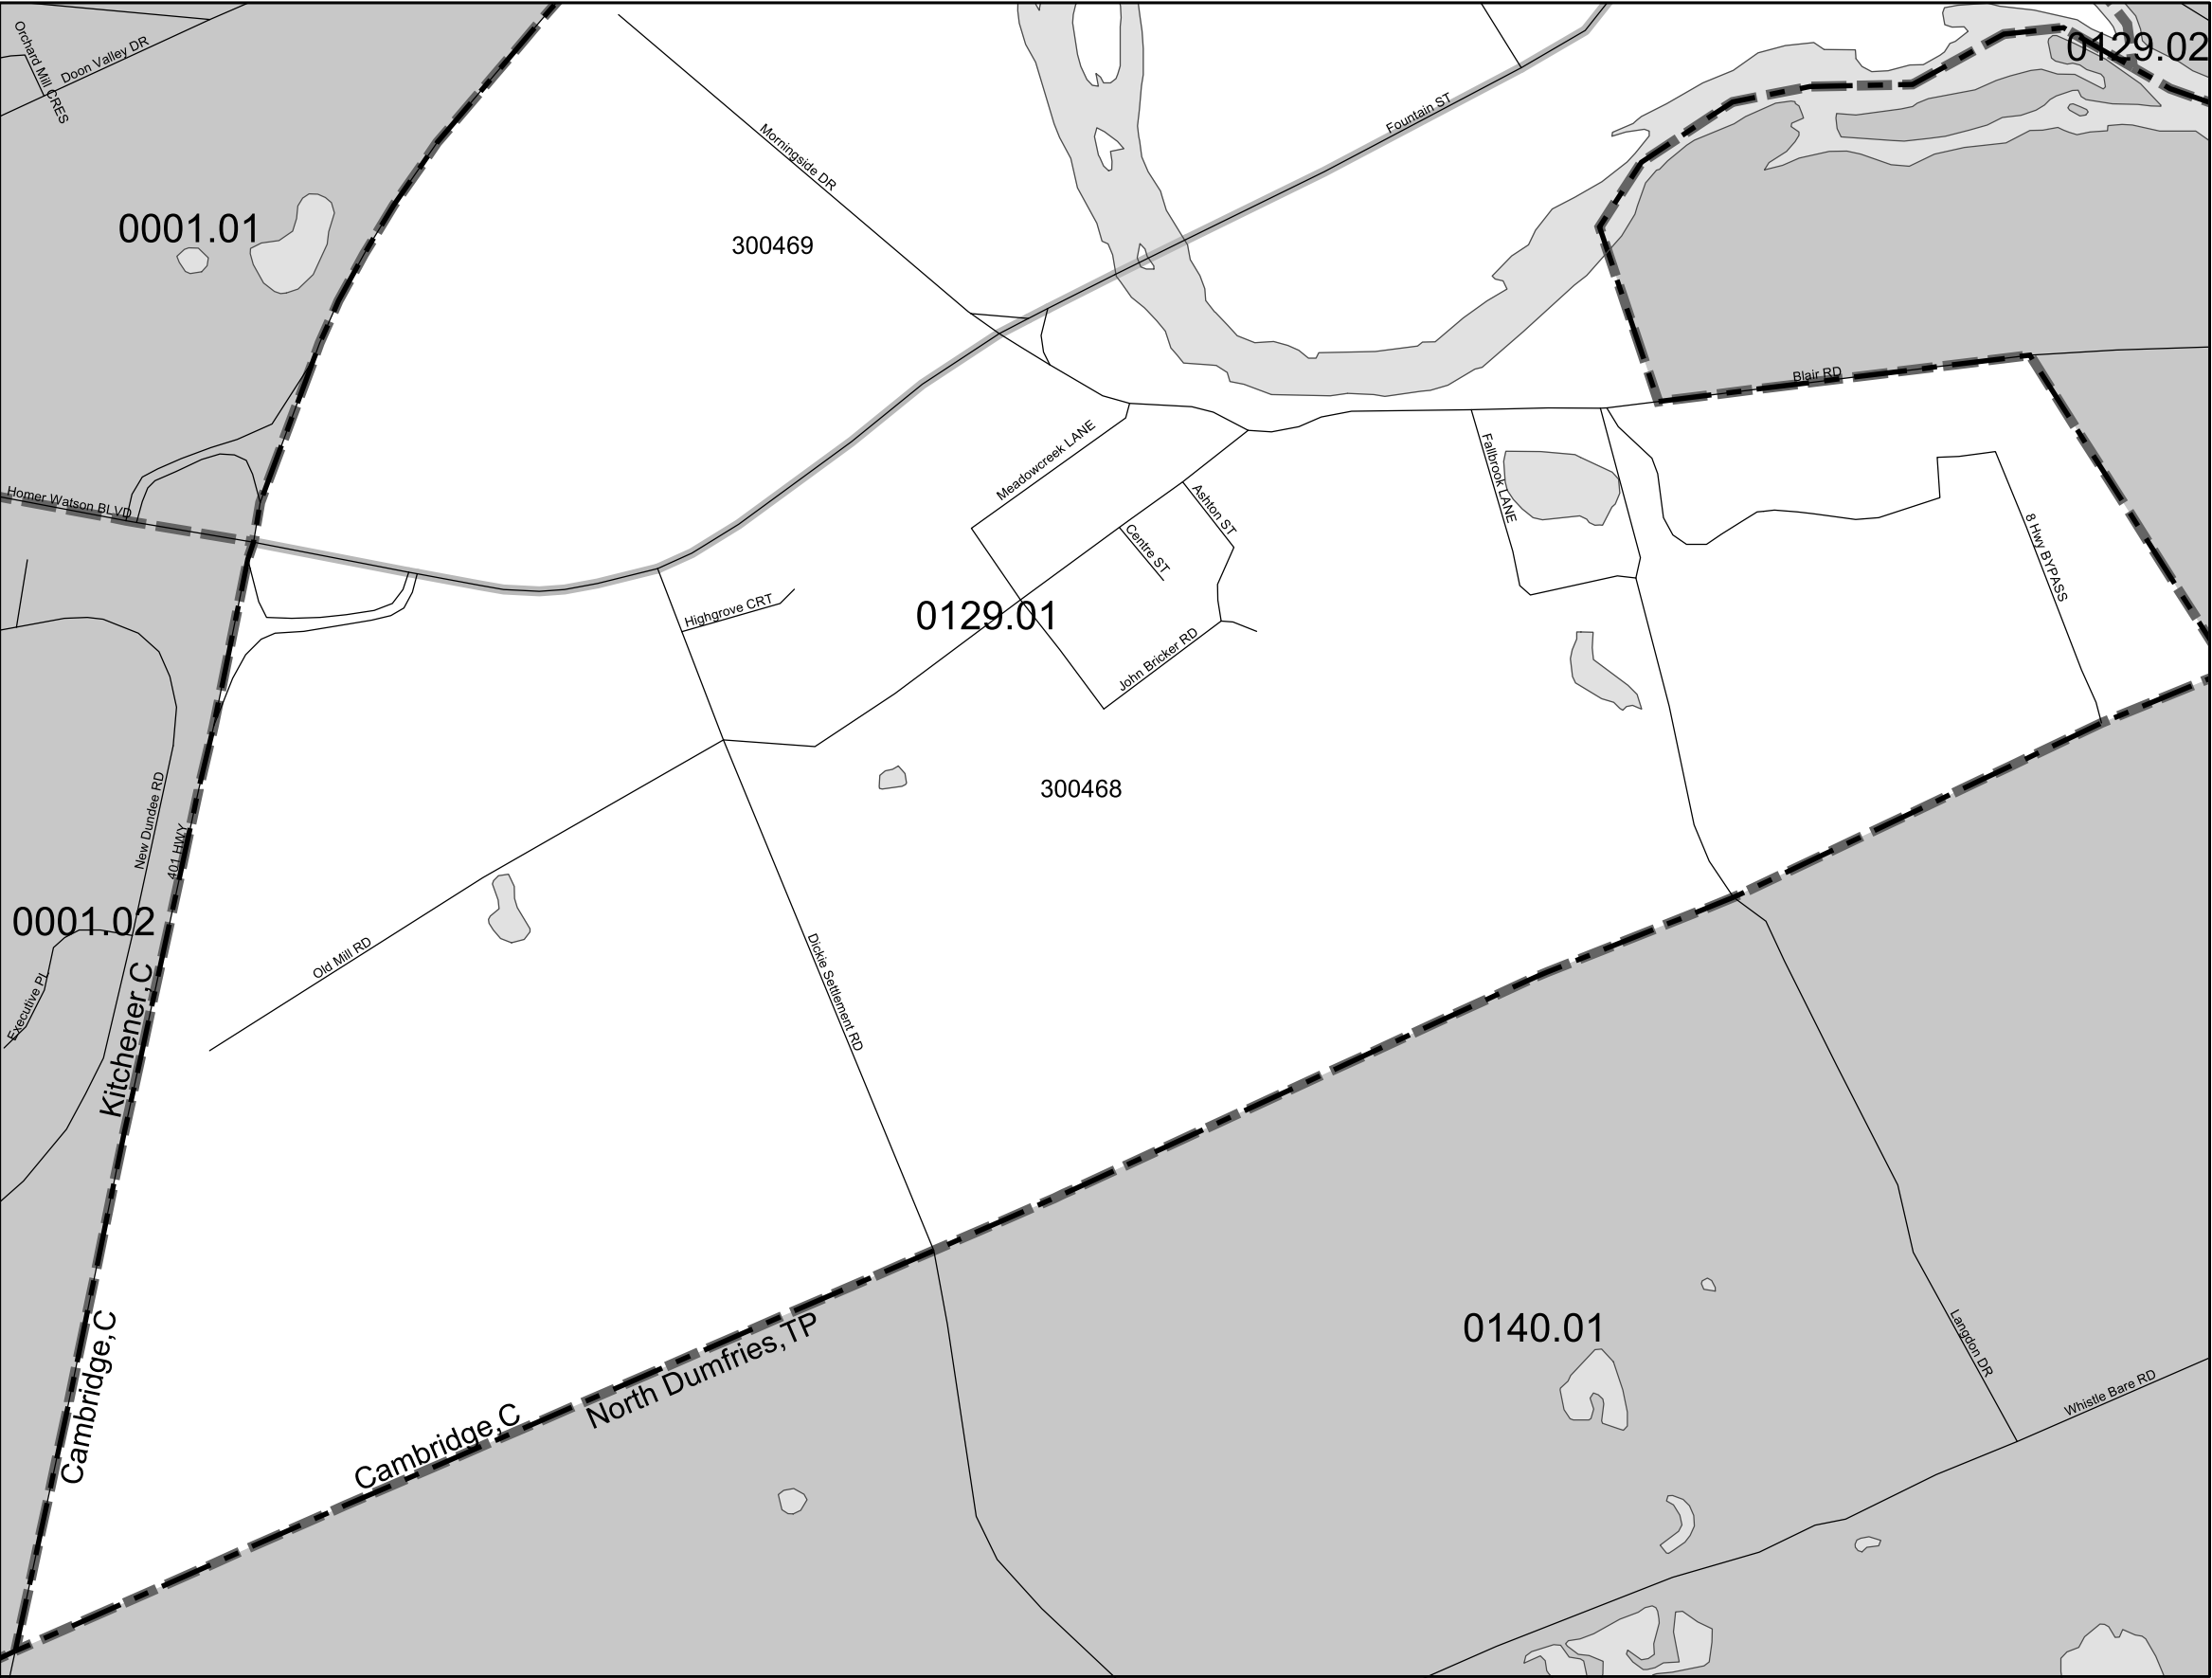 Orchard Mill CRES
Doon Valley DR
0129.02
Fountain ST
Morningside DR
0001.01
300469
Blair RD
Meadowcreek LANE
Fallbrook LANE
Homer Watson BLVD
Ashton ST
Centre ST
8 Hwy BYPASS
Highgrove CRT
0129.01
John Bricker RD
300468
New Dundee RD
401 HWY
0001.02
Old Mill RD
Dickie Settlement RD
Executive PL
Kitchener,C
Cambridge,C
North Dumfries,TP
Cambridge,C
0140.01
Langdon DR
Whistle Bare RD